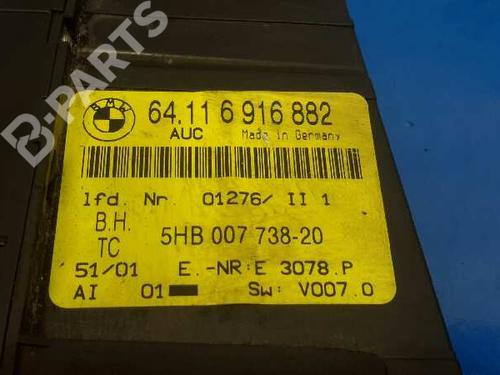 B-PARTS
BMW
64.11 6 916 882
AUC Made in Germany
lfd. Nr. 01276/ II 1
B.H.
TC 5HB 007 738-20
51/01 E.-NR:E 3078.P
AI 01 Sw: V007.0